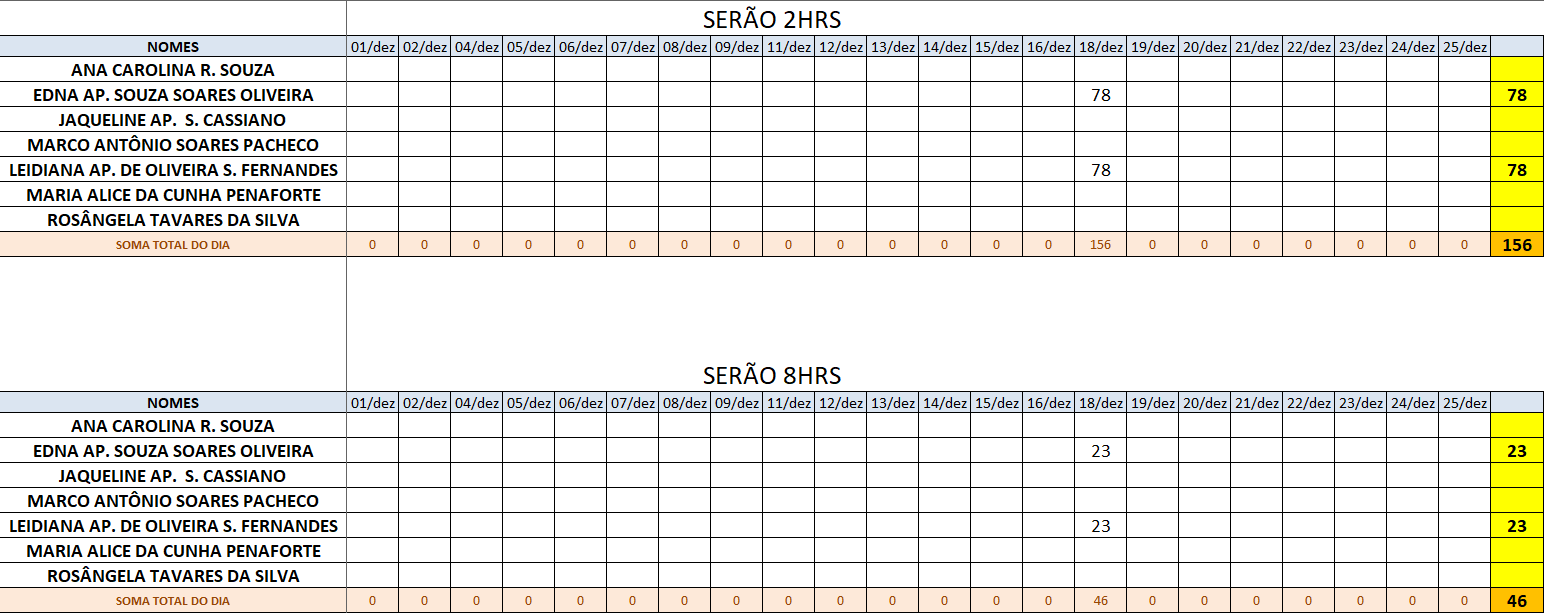 SERÃO 2HRS
NOMES 01/dez 02/dez 04/dez 05/dez 06/dez 07/dez 08/dez 09/dez 11/dez 12/dez 13/dez 14/dez 15/dez 16/dez 18/dez 19/dez 20/dez 21/dez 22/dez 23/dez 24/dez 25/dez
ANA CAROLINA R. SOUZA
EDNA AP. SOUZA SOARES OLIVEIRA 78 78
JAQUELINE AP.  S. CASSIANO
MARCO ANTÔNIO SOARES PACHECO
LEIDIANA AP. DE OLIVEIRA S. FERNANDES 78 78
MARIA ALICE DA CUNHA PENAFORTE
ROSÂNGELA TAVARES DA SILVA
SOMA TOTAL DO DIA 0 0 0 0 0 0 0 0 0 0 0 0 0 0 156 0 0 0 0 0 0 0 156
SERÃO 8HRS
NOMES 01/dez 02/dez 04/dez 05/dez 06/dez 07/dez 08/dez 09/dez 11/dez 12/dez 13/dez 14/dez 15/dez 16/dez 18/dez 19/dez 20/dez 21/dez 22/dez 23/dez 24/dez 25/dez
ANA CAROLINA R. SOUZA
EDNA AP. SOUZA SOARES OLIVEIRA 23 23
JAQUELINE AP.  S. CASSIANO
MARCO ANTÔNIO SOARES PACHECO
LEIDIANA AP. DE OLIVEIRA S. FERNANDES 23 23
MARIA ALICE DA CUNHA PENAFORTE
ROSÂNGELA TAVARES DA SILVA
SOMA TOTAL DO DIA 0 0 0 0 0 0 0 0 0 0 0 0 0 0 46 0 0 0 0 0 0 0 46